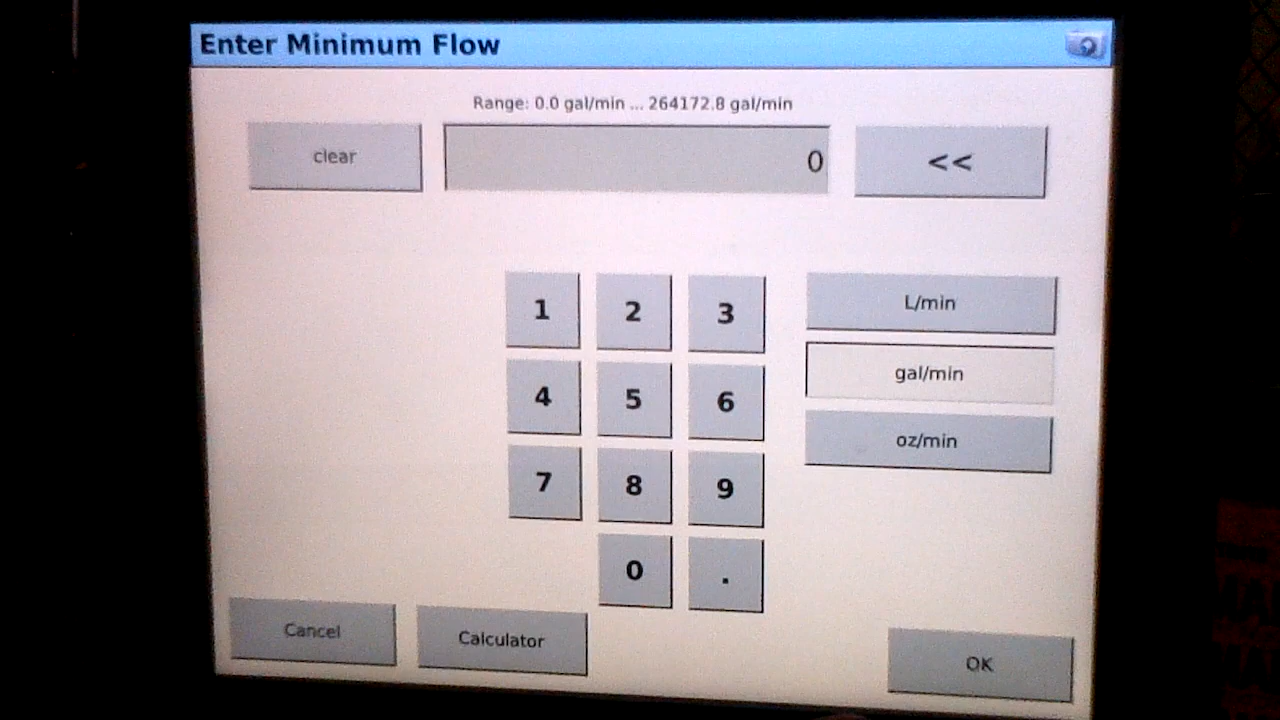 Enter Minimum Flow
Range: 0.0 gal/min ... 264172.8 gal/min
clear
0
<<
1 2 3
L/min
gal/min
4 5 6
oz/min
7 8 9
0 .
Cancel
Calculator
OK